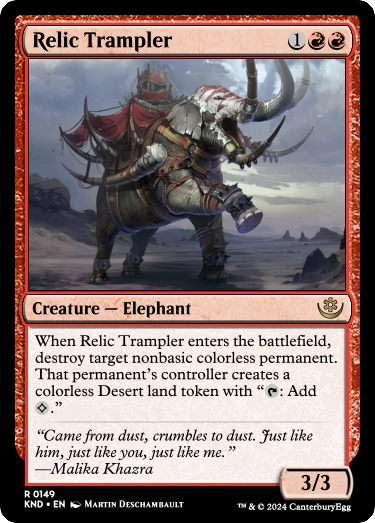 Relic Trampler 1
Creature — Elephant
When Relic Trampler enters the battlefield,
destroy target nonbasic colorless permanent.
That permanent's controller creates a
colorless Desert land token with “: Add
.”
“Came from dust, crumbles to dust. Just like
him, just like you, just like me.”
—Malika Khazra
3/3
R 0149
KND • EN Martin Deschambault
™ & © 2024 CanterburyEgg